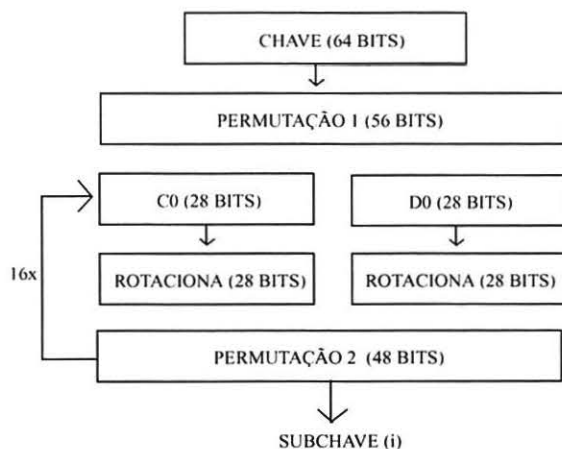 CHAVE (64 BITS)
PERMUTAÇÃO 1 (56 BITS)
C0 (28 BITS)
D0 (28 BITS)
16x
ROTACIONA (28 BITS)
ROTACIONA (28 BITS)
PERMUTAÇÃO 2 (48 BITS)
SUBCHAVE (i)